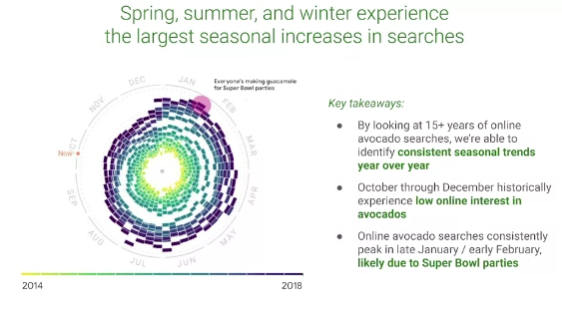 Spring, summer, and winter experience
the largest seasonal increases in searches
Everyone's making guacamole
for Super Bowl parties
DEC
JAN
NOV
FEB
OCT
MAR
Now
SEP
APR
AUG
MAY
JUL
JUN
2014
2018
Key takeaways:
● By looking at 15+ years of online
avocado searches, we're able to
identify consistent seasonal trends
year over year
● October through December historically
experience low online interest in
avocados
● Online avocado searches consistently
peak in late January / early February,
likely due to Super Bowl parties